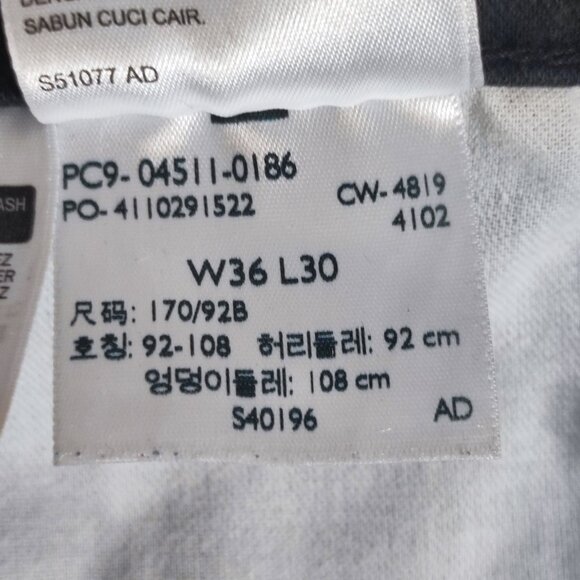 SABUN CUCI CAIR.
S51077 AD
ASH
PC9-04511-0186
PO-4110291522
CW-4819
4102
W36 L30
尺码: 170/92B
호칭: 92-108 허리둘레: 92 cm
엉덩이둘레: 108 cm
S40196
AD